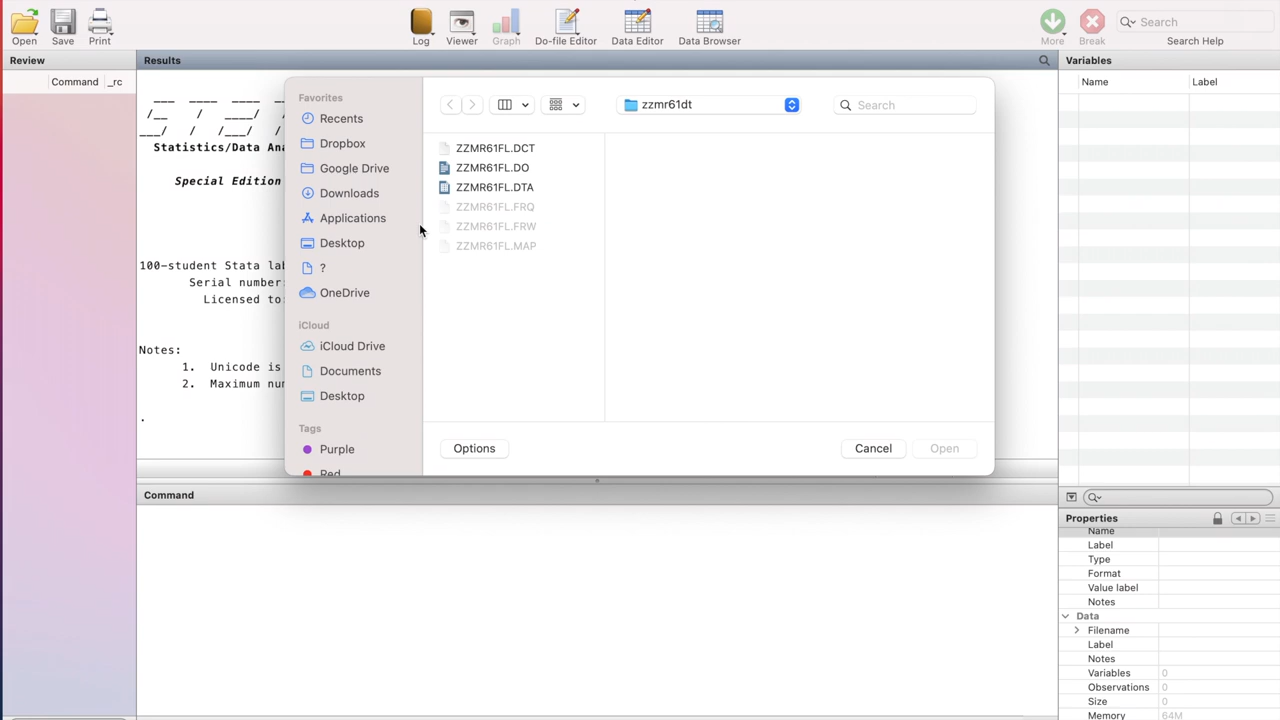 Open
Save
Print
Log
Viewer
Graph
Do-file Editor
Data Editor
Data Browser
More
Break
Search
Search Help
Review
Results
Variables
Command
_rc
Name
Label
Statistics/Data Ana
Special Edition
100-student Stata lab
Serial number:
Licensed to:
Notes:
1. Unicode is
2. Maximum num
.
Favorites
Recents
Dropbox
Google Drive
Downloads
Applications
Desktop
?
OneDrive
iCloud
iCloud Drive
Documents
Desktop
Tags
Purple
Red
zzmr61dt
Search
ZZMR61FL.DCT
ZZMR61FL.DO
ZZMR61FL.DTA
ZZMR61FL.FRQ
ZZMR61FL.FRW
ZZMR61FL.MAP
Options
Cancel
Open
Command
Properties
Name
Label
Type
Format
Value label
Notes
Data
Filename
Label
Notes
Variables 0
Observations 0
Size 0
Memory 64M